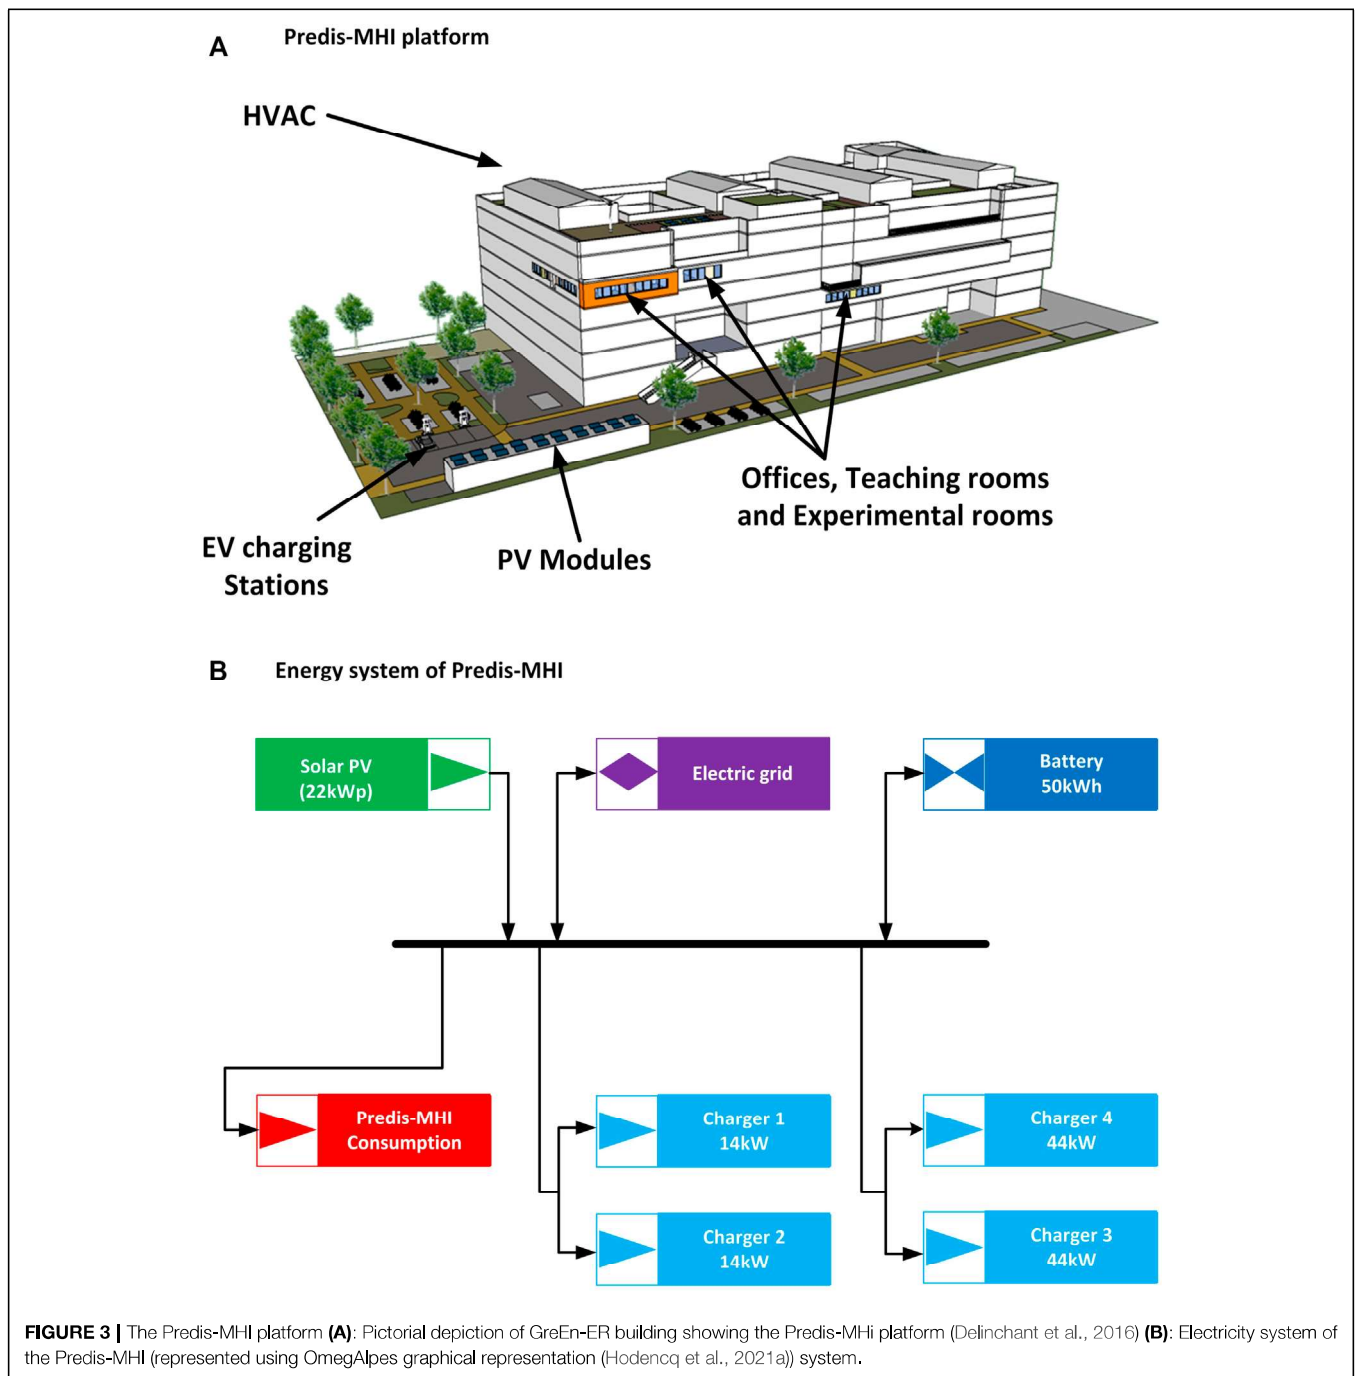 A Predis-MHI platform
HVAC
Offices, Teaching rooms
and Experimental rooms
EV charging
Stations
PV Modules
B Energy system of Predis-MHI
Solar PV
(22kWp)
Electric grid
Battery
50kWh
Predis-MHI
Consumption
Charger 1
14kW
Charger 4
44kW
Charger 2
14kW
Charger 3
44kW
FIGURE 3 | The Predis-MHI platform (A): Pictorial depiction of GreEn-ER building showing the Predis-MHi platform (Delinchant et al., 2016) (B): Electricity system of
the Predis-MHI (represented using OmegAlpes graphical representation (Hodencq et al., 2021a)) system.